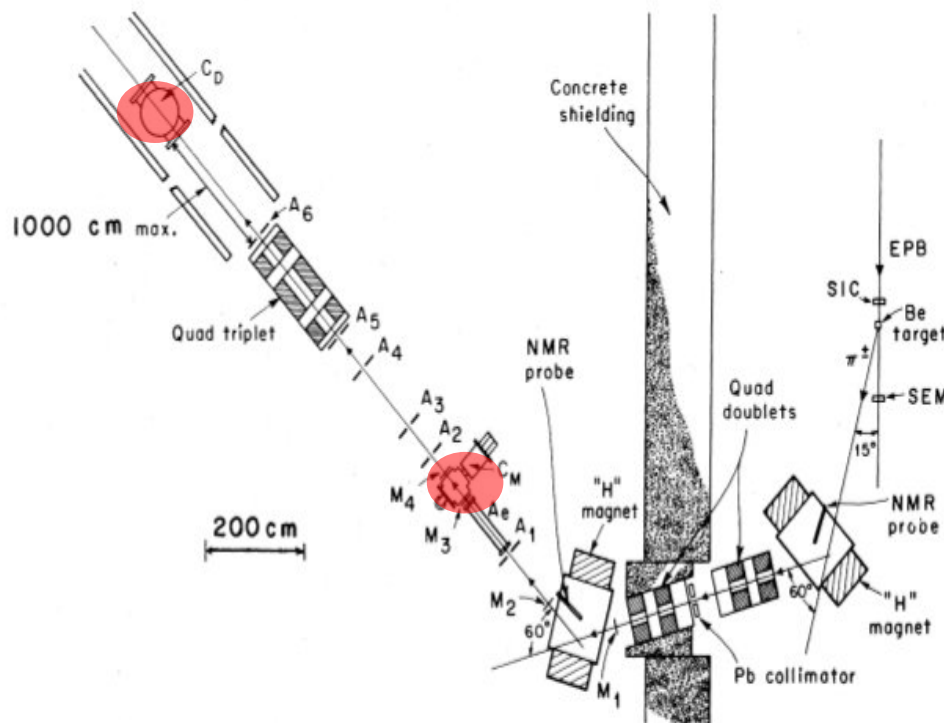 C_D
Concrete
shielding
1000 cm max.
A_6
EPB
SIC
Be
target
Quad triplet
A_5
A_4
NMR
probe
π±
Quad
doublets
SEM
A_3
A_2
15°
C_M
M_4
"H"
magnet
NMR
probe
200 cm
M_3
A_e
A_1
M_2
60°
60°
"H"
magnet
M_1
Pb collimator